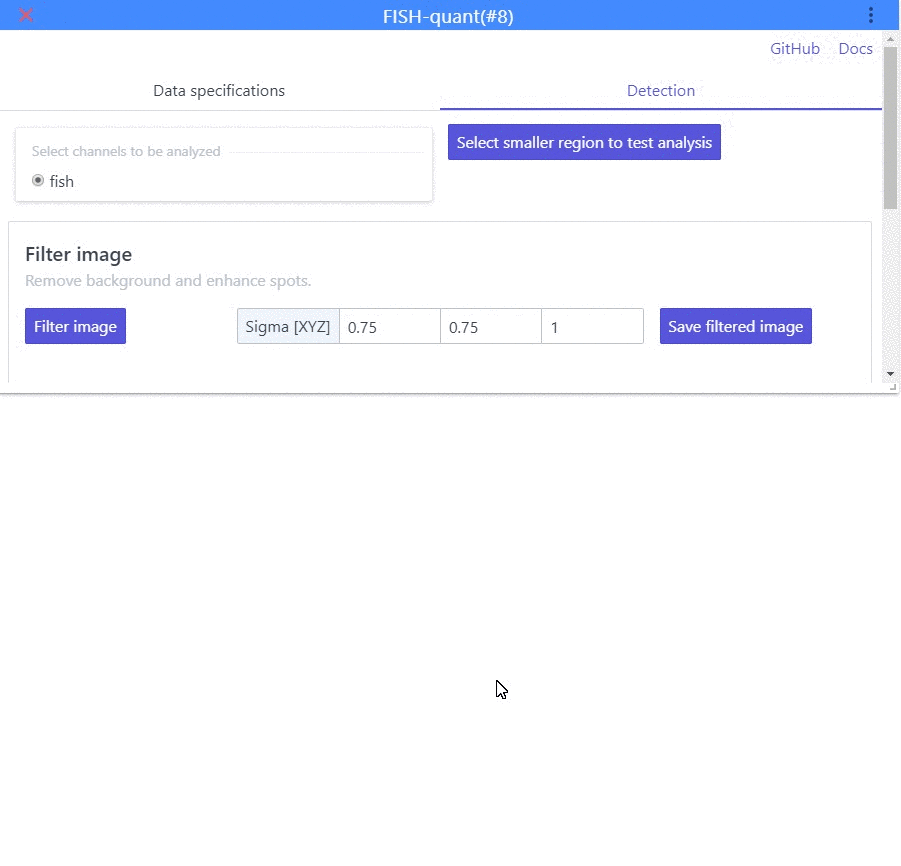 FISH-quant(#8)
GitHub Docs
Data specifications Detection
Select channels to be analyzed
fish
Select smaller region to test analysis
Filter image
Remove background and enhance spots.
Filter image Sigma [XYZ] 0.75 0.75 1 Save filtered image